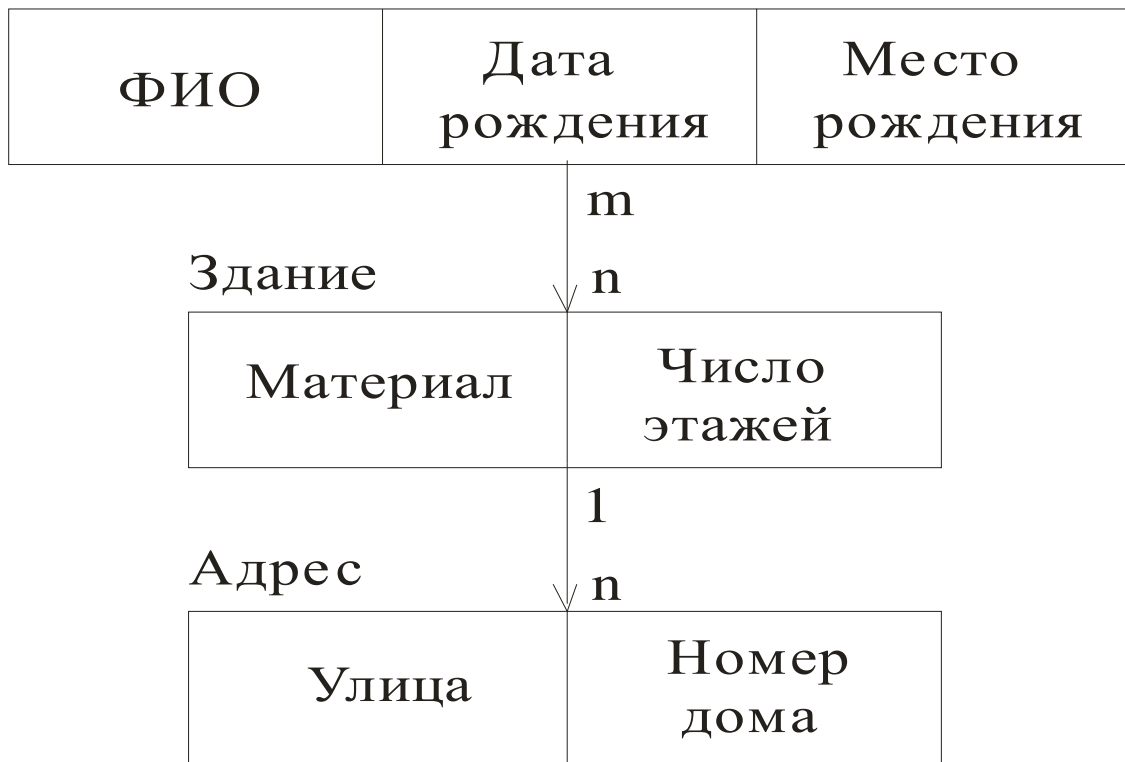 ФИО
Дата
рождения
Место
рождения
m
Здание
n
Материал
Число
этажей
1
Адрес
n
Улица
Номер
дома